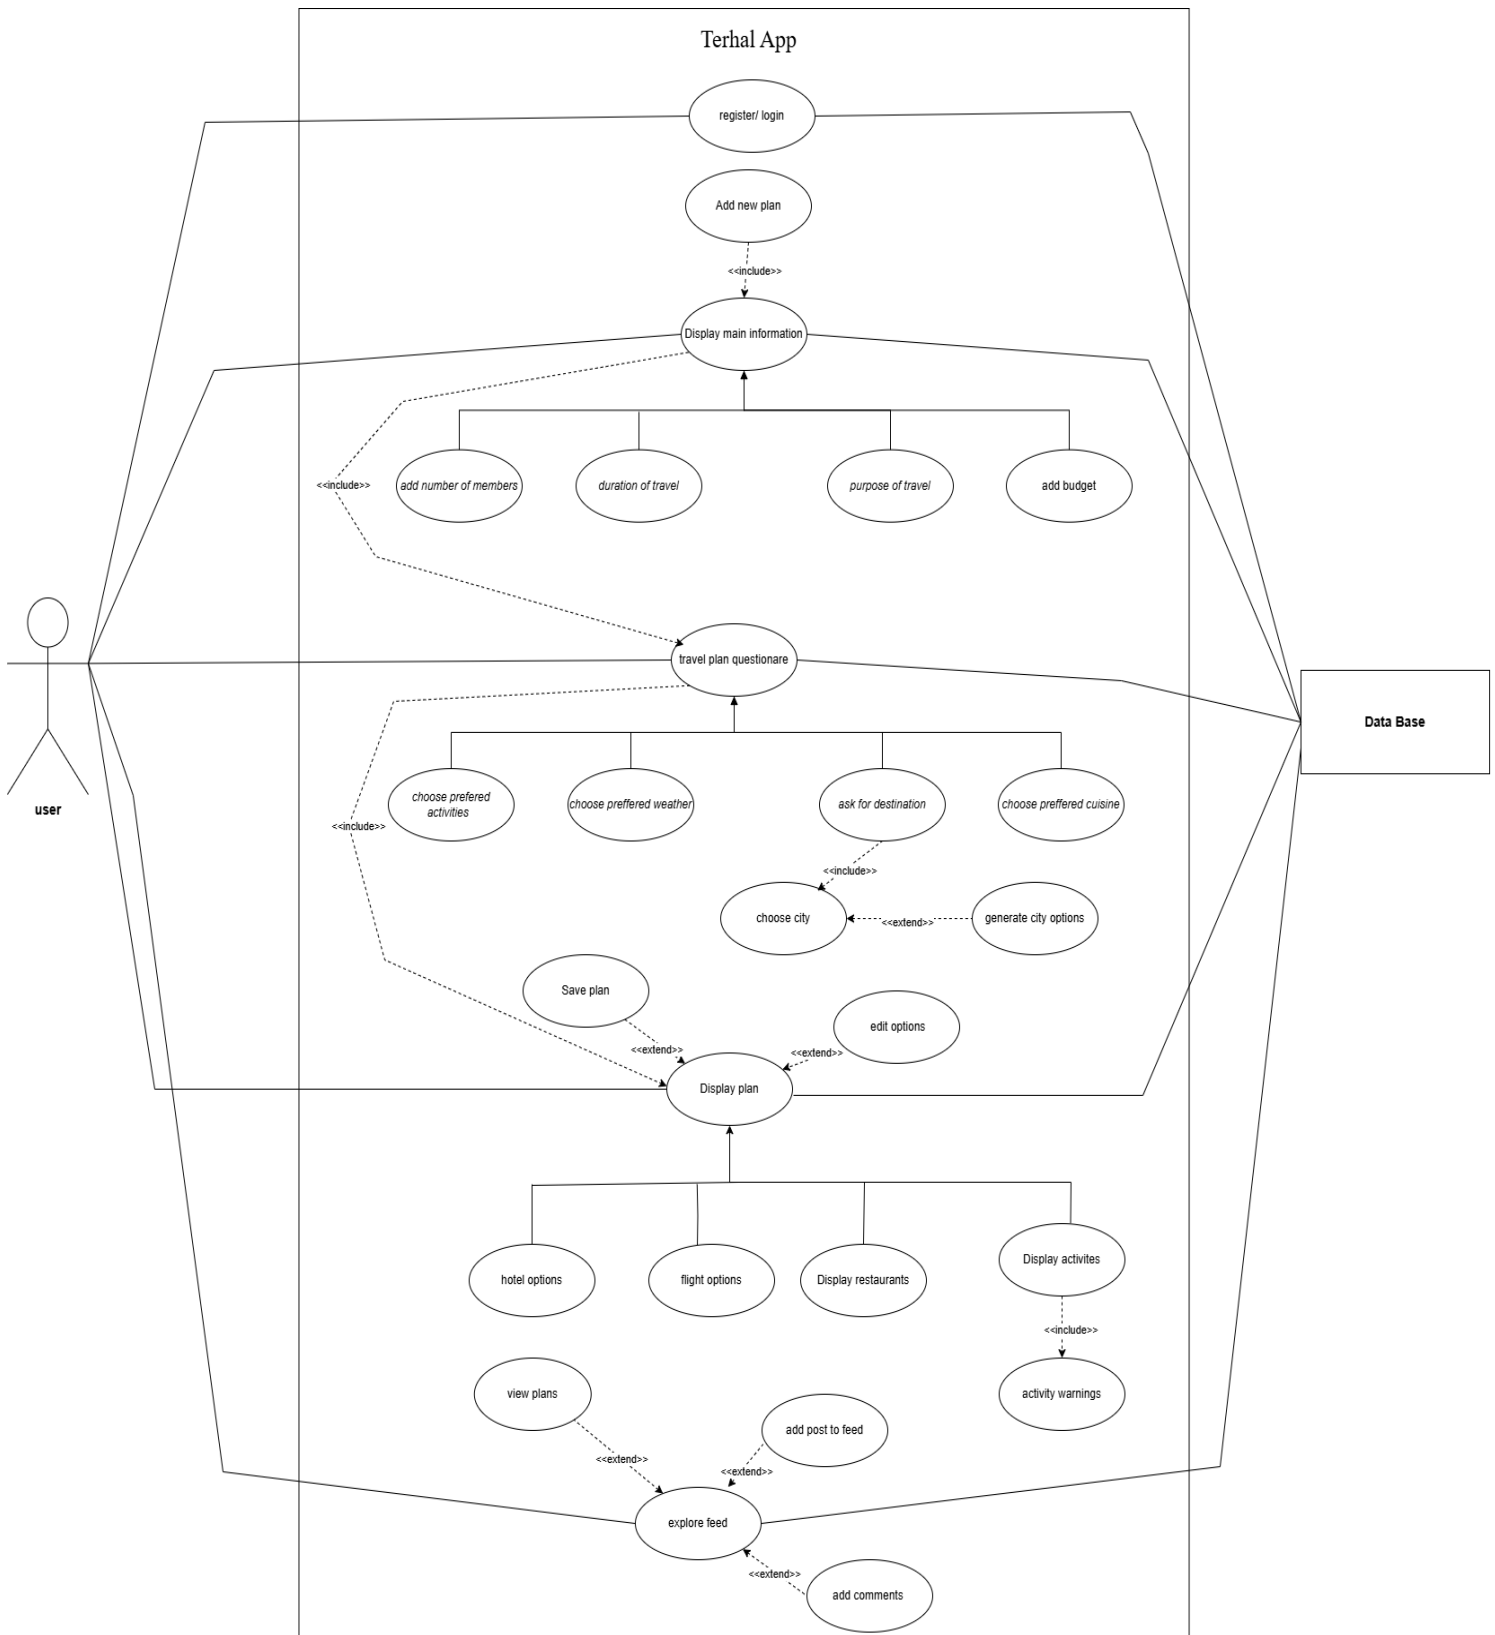 Terhal App
register/ login
Add new plan
<<include>>
Display main information
<<include>>
add number of members
duration of travel
purpose of travel
add budget
user
travel plan questionare
Data Base
<<include>>
choose prefered
activities
choose preffered weather
ask for destination
choose preffered cuisine
<<include>>
choose city
<<extend>>
generate city options
Save plan
edit options
<<extend>>
<<extend>>
Display plan
hotel options
flight options
Display restaurants
Display activites
<<include>>
view plans
activity warnings
add post to feed
<<extend>>
<<extend>>
explore feed
<<extend>>
add comments